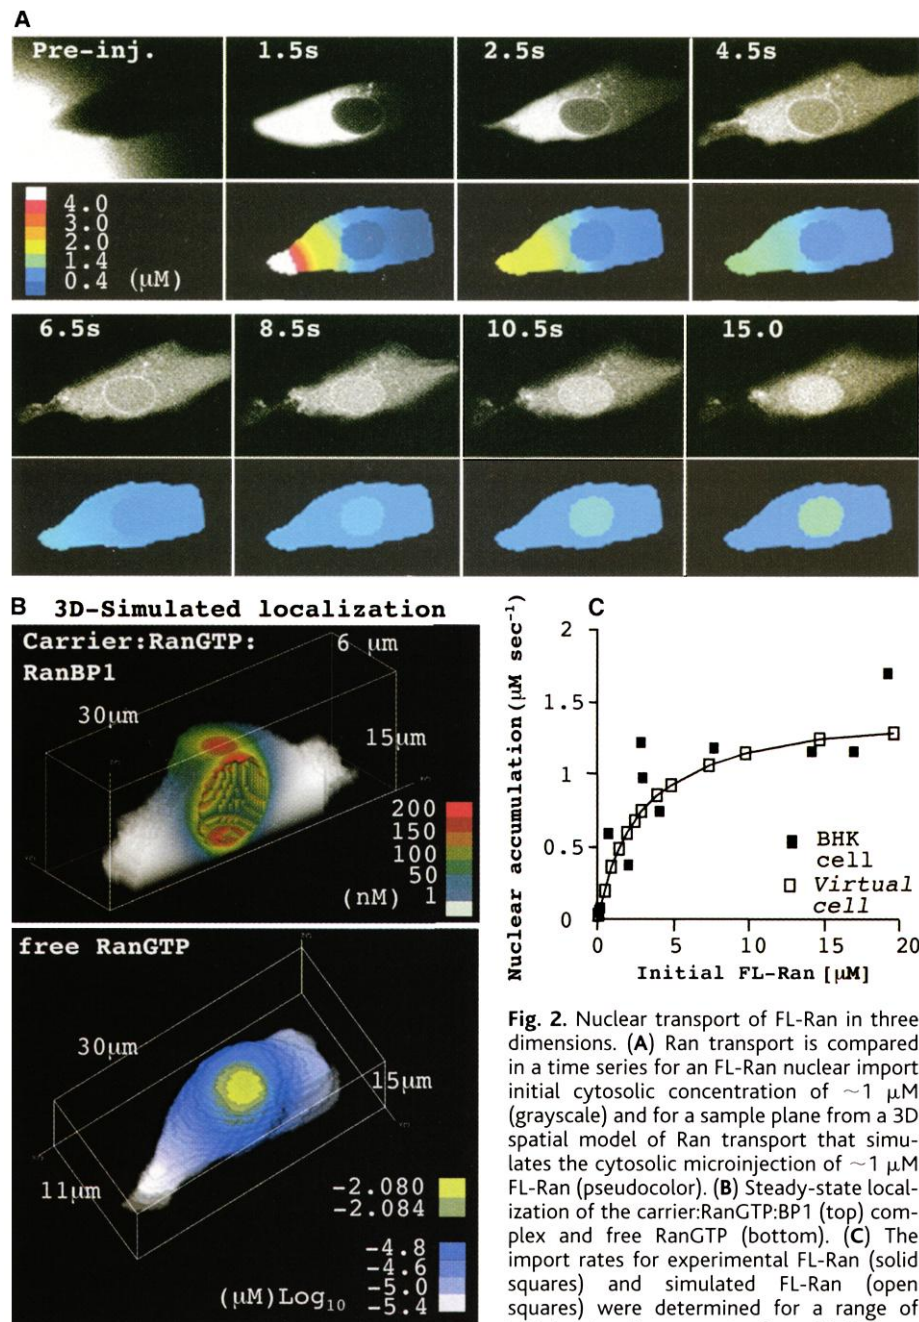 A
Pre-inj.
1.5s
2.5s
4.5s
4.0
3.0
2.0
1.4
0.4 (μM)
6.5s
8.5s
10.5s
15.0
B 3D-Simulated localization
Carrier:RanGTP:
RanBP1
6 μm
30μm
15μm
200
150
100
50
(nM) 1
free RanGTP
30μm
15μm
11μm
-2.080
-2.084
-4.8
-4.6
-5.0
(μM)Log10 -5.4
C
Nuclear accumulation (μM sec⁻¹)
2
1.5
1
0.5
0
BHK
cell
Virtual
cell
0 5 10 15 20
Initial FL-Ran [μM]
Fig. 2. Nuclear transport of FL-Ran in three
dimensions. (A) Ran transport is compared
in a time series for an FL-Ran nuclear import
initial cytosolic concentration of ~1 μM
(grayscale) and for a sample plane from a 3D
spatial model of Ran transport that simu-
lates the cytosolic microinjection of ~1 μM
FL-Ran (pseudocolor). (B) Steady-state local-
ization of the carrier:RanGTP:BP1 (top) com-
plex and free RanGTP (bottom). (C) The
import rates for experimental FL-Ran (solid
squares) and simulated FL-Ran (open
squares) were determined for a range of